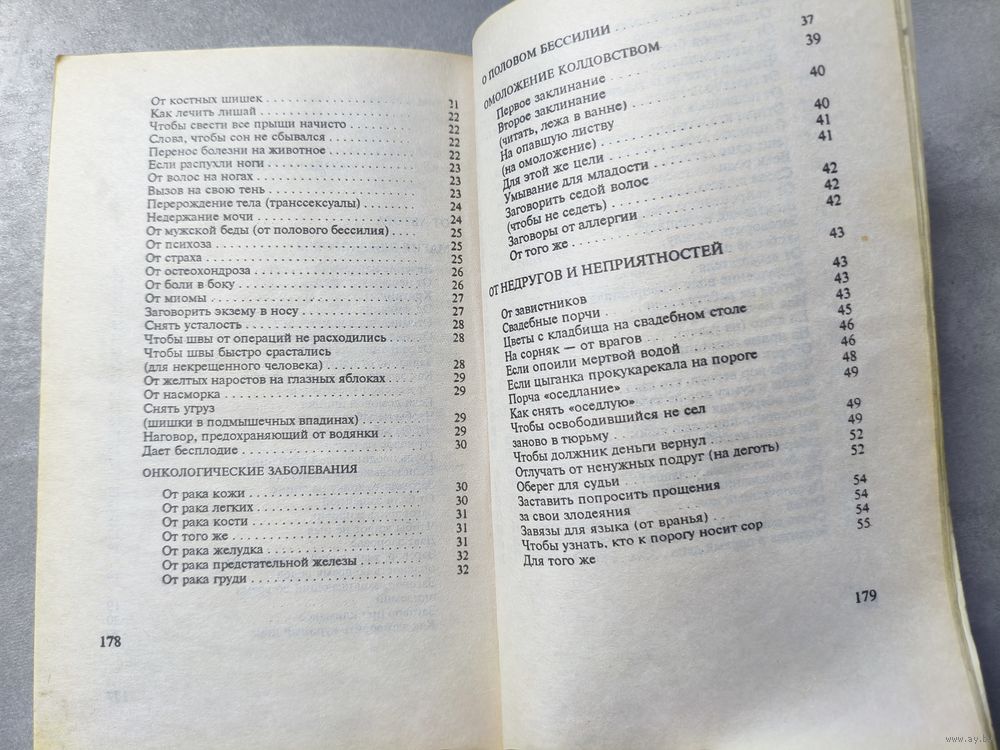 От костных шишек . . . 21
Как лечить лишай . . . 22
Чтобы свести все прыщи начисто . . . 22
Слова, чтобы сон не сбывался . . . 22
Перенос болезни на животное . . . 22
Если распухли ноги . . . 23
От волос на ногах . . . 23
Вызов на свою тень . . . 23
Перерождение тела (транссексуалы) . . . 24
Недержание мочи . . . 24
От мужской беды (от полового бессилия) . . . 25
От психоза . . . 25
От страха . . . 25
От остеохондроза . . . 26
От боли в боку . . . 26
От миомы . . . 27
Заговорить экзему в носу . . . 27
Снять усталость . . . 28
Чтобы швы от операций не расходились . . . 28
Чтобы швы быстро срастались
(для некрещенного человека) . . . 28
От желтых наростов на глазных яблоках . . . 29
От насморка . . . 29
Снять угруз
(шишки в подмышечных впадинах) . . . 29
Наговор, предохраняющий от водянки . . . 29
Дает бесплодие . . . 30
ОНКОЛОГИЧЕСКИЕ ЗАБОЛЕВАНИЯ
От рака кожи . . . 30
От рака легких . . . 30
От рака кости . . . 31
От того же . . . 31
От рака желудка . . . 31
От рака предстательной железы . . . 32
От рака груди . . . 32
178
О ПОЛОВОМ БЕССИЛИИ . . . 37
ОМОЛОЖЕНИЕ КОЛДОВСТВОМ
Первое заклинание . . . 39
Второе заклинание
(читать, лежа в ванне) . . . 40
На опавшую листву
(на омоложение) . . . 40
Для этой же цели . . . 41
Умывание для младости . . . 41
Заговорить седой волос
(чтобы не седеть) . . . 42
Заговоры от аллергии . . . 42
От того же . . . 42
ОТ НЕДРУГОВ И НЕПРИЯТНОСТЕЙ 43
От завистников . . . 43
Свадебные порчи . . . 43
Цветы с кладбища на свадебном столе 43
На сорняк — от врагов . . . 45
Если опоили мертвой водой . . . 46
Если цыганка прокукарекала на пороге 46
Порча «оседлание» . . . 48
Как снять «оседлую» . . . 49
Чтобы освободившийся не сел
заново в тюрьму . . . 49
Чтобы должник деньги вернул . . . 49
Отлучать от ненужных подруг (на деготь) 52
Оберег для судьи . . . 52
Заставить попросить прощения
за свои злодеяния . . . 54
Завязы для языка (от вранья) . . . 54
Чтобы узнать, кто к порогу носит сор 54
Для того же 55
179
www.ay.by